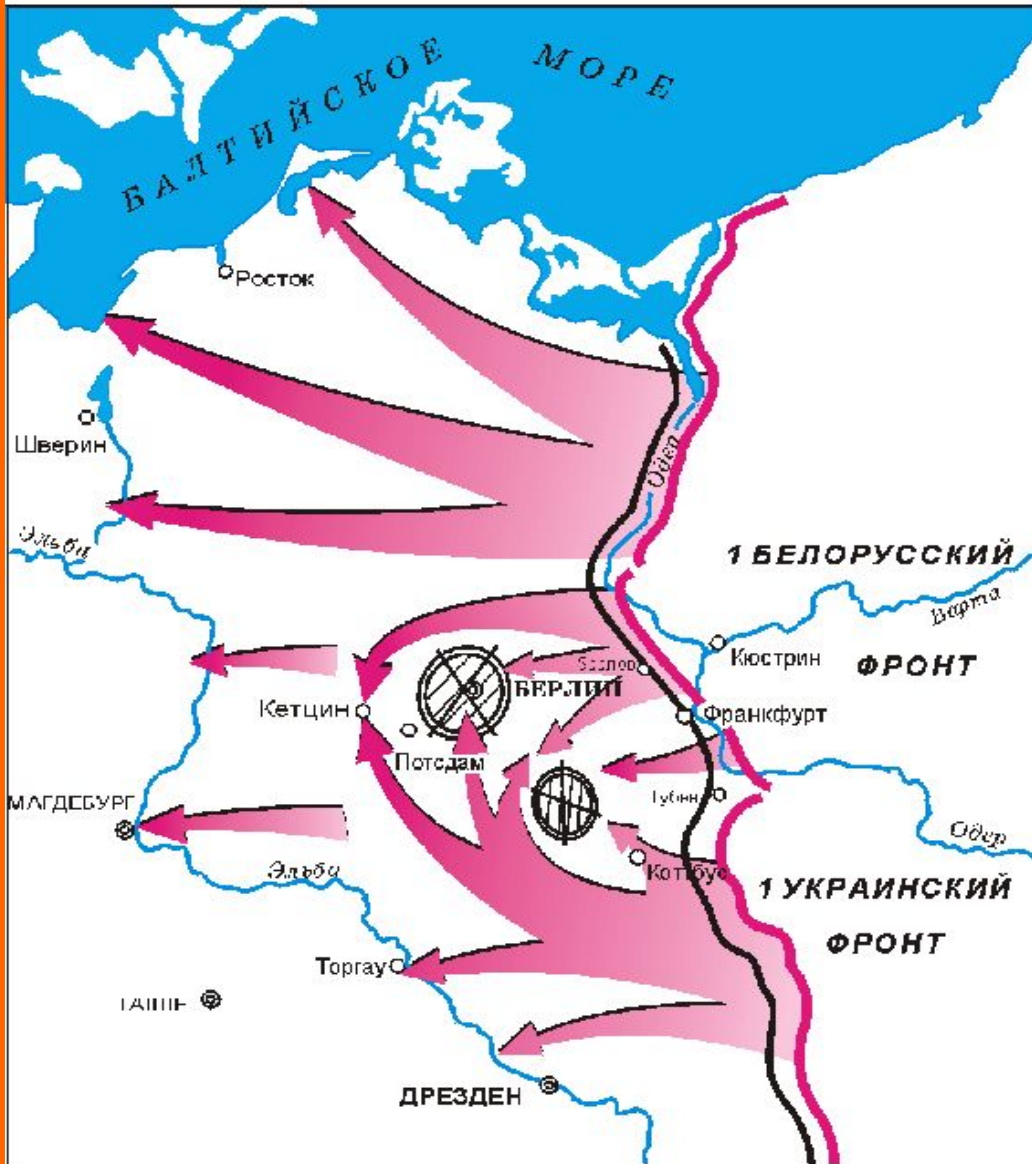 БАЛТИЙСКОЕ МОРЕ
Росток
Шверин
Одер
Эльба
1 БЕЛОРУССКИЙ
Варта
Кюстрин
ФРОНТ
БЕРЛИН
Кетцин
Франкфурт
Потсдам
МАГДЕБУРГ
Губен
Одер
Эльба
Коттбус
1 УКРАИНСКИЙ
ФРОНТ
Торгау
ДРЕЗДЕН